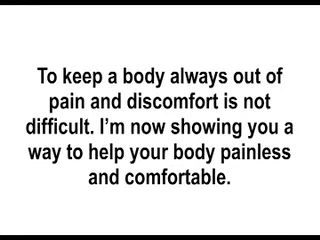 To keep a body always out of
pain and discomfort is not
difficult. I’m now showing you a
way to help your body painless
and comfortable.